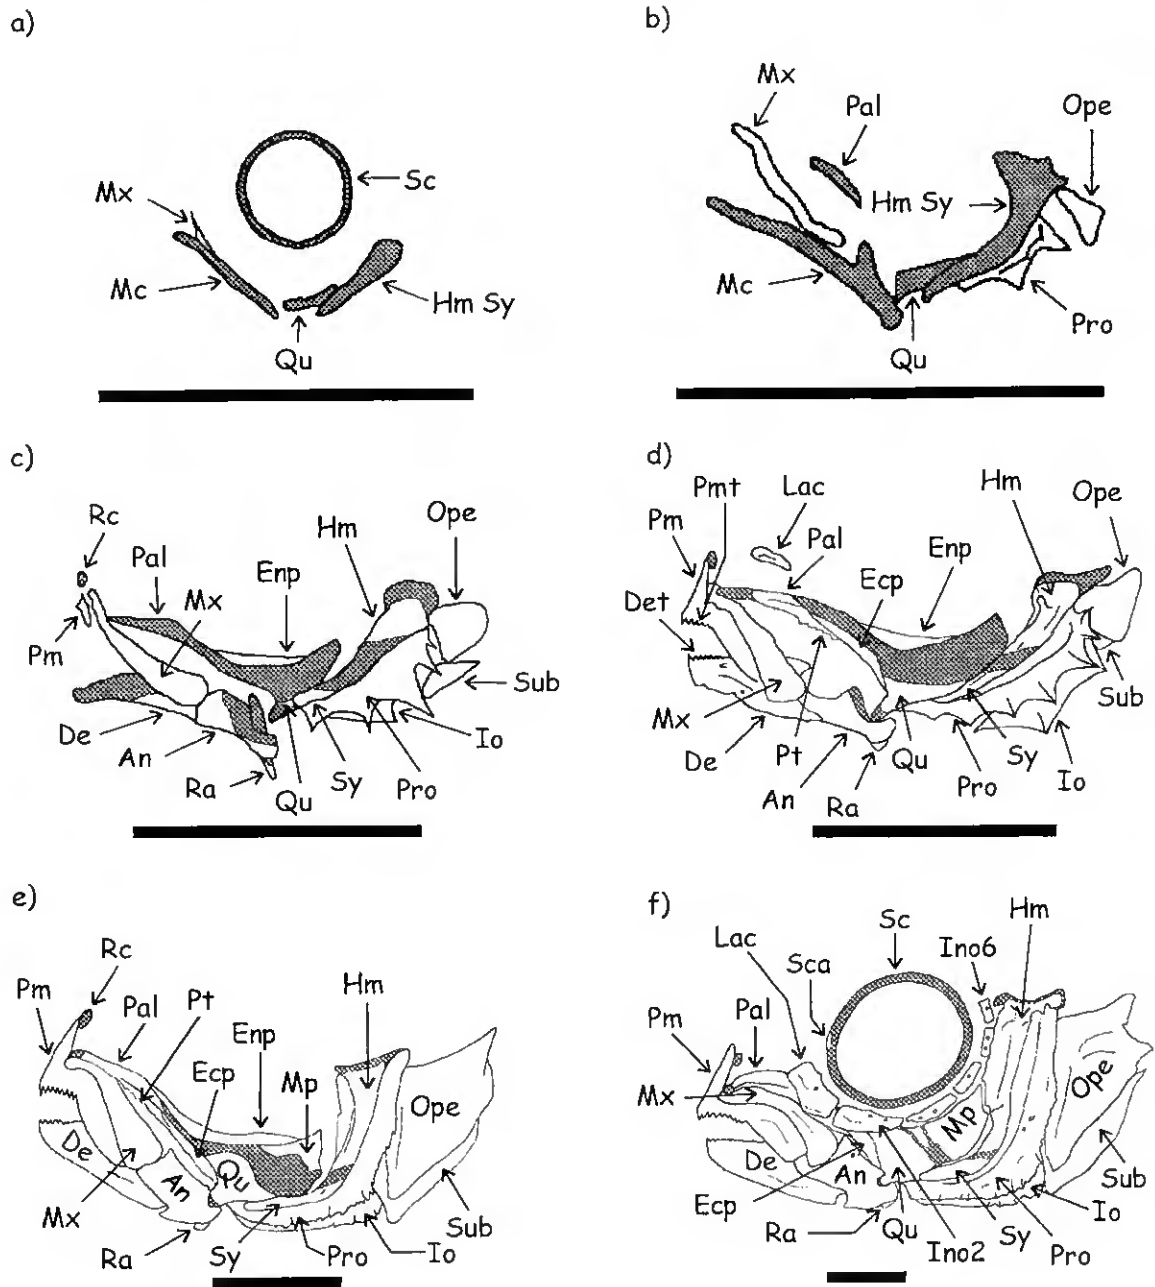 a)
Mx
Sc
Mc
Hm Sy
Qu
b)
Mx
Pal
Ope
Hm Sy
Mc
Pro
Qu
c)
Rc
Pal
Mx
Enp
Hm
Ope
Pm
De
An
Ra
Qu
Sy
Pro
Io
Sub
d)
Pmt
Lac
Hm
Ope
Pm
Pal
Enp
Ecp
Det
Mx
De
Pt
An
Ra
Qu
Pro
Sy
Io
Sub
e)
Rc
Pm
Pal
Pt
Hm
Enp
Ecp
Mp
Ope
De
Qu
An
Mx
Ra
Sy
Pro
Io
Sub
f)
Sc
Hm
Lac
Ino6
Sca
Pm
Pal
Mx
Ope
Mp
De
An
Ecp
Ra
Qu
Ino2
Sy
Pro
Io
Sub